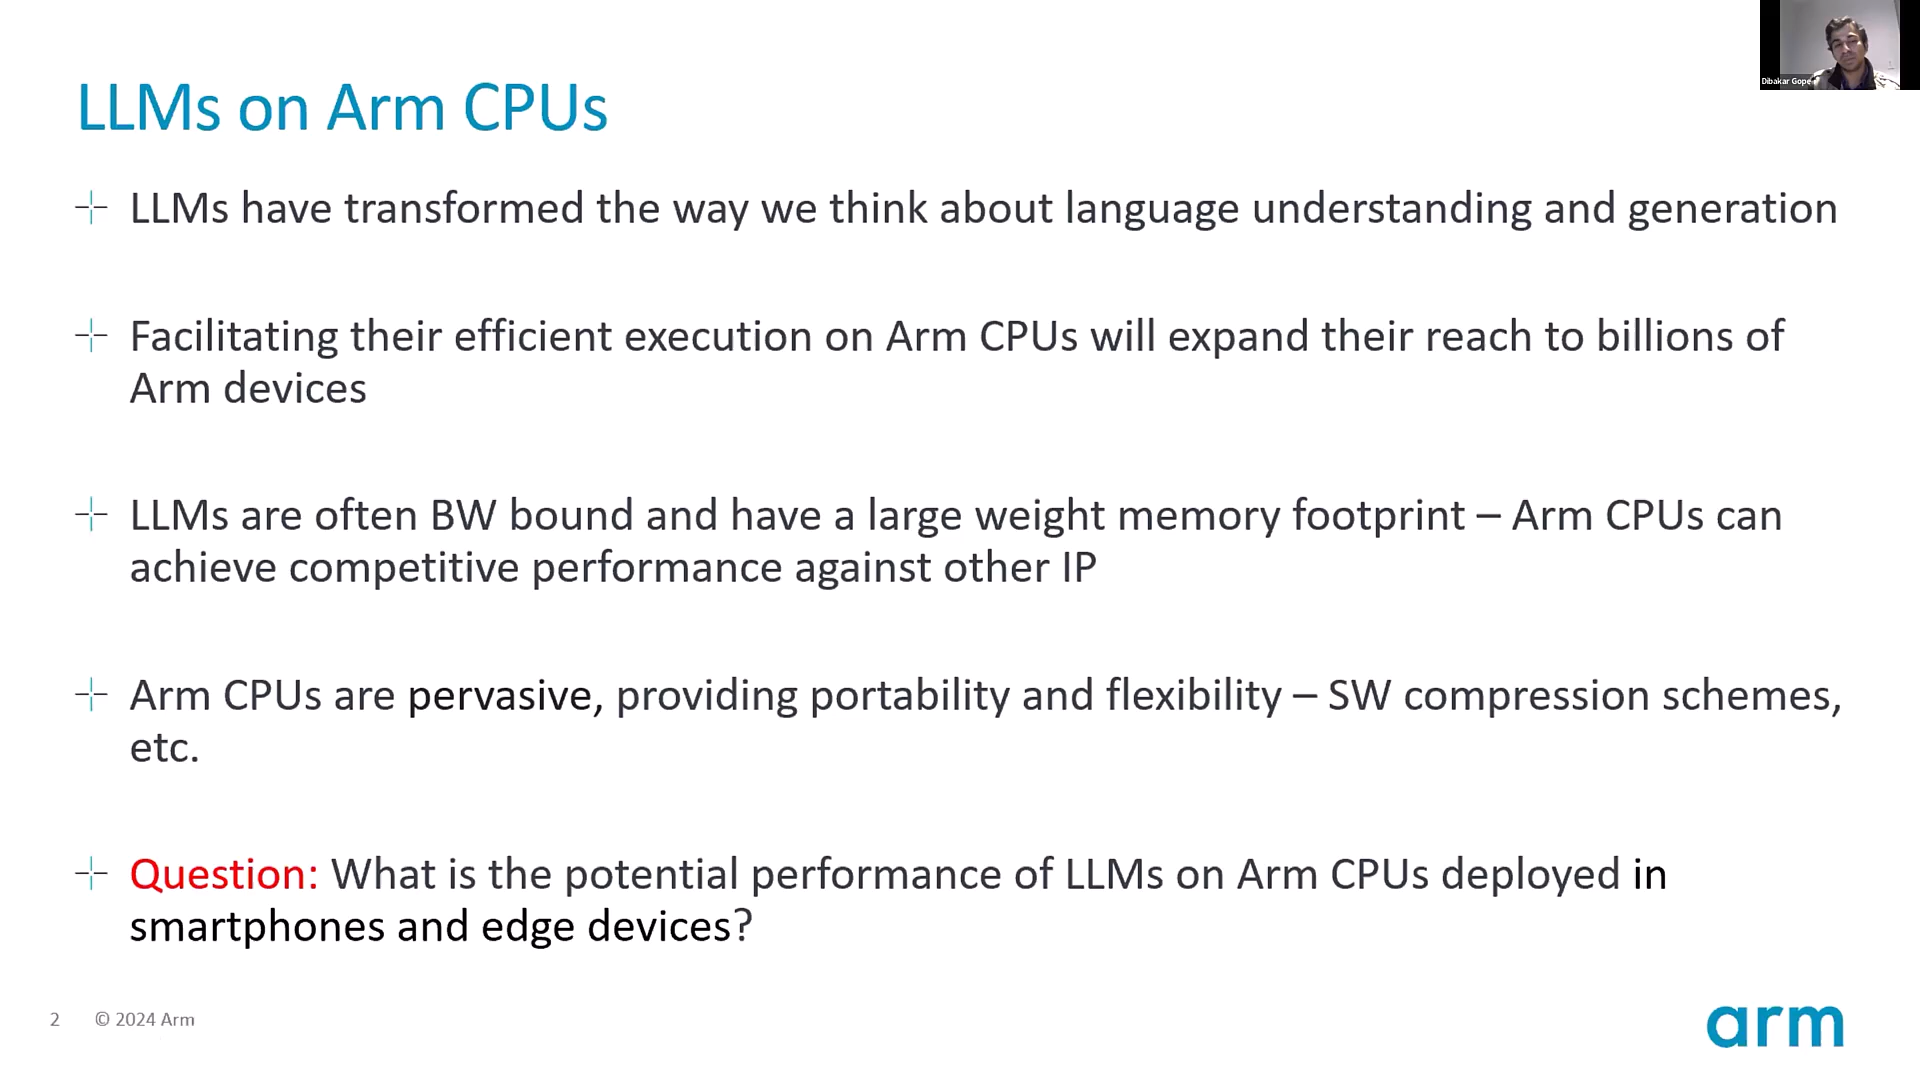 Dibakar Gope
LLMs on Arm CPUs
LLMs have transformed the way we think about language understanding and generation
Facilitating their efficient execution on Arm CPUs will expand their reach to billions of
Arm devices
LLMs are often BW bound and have a large weight memory footprint – Arm CPUs can
achieve competitive performance against other IP
Arm CPUs are pervasive, providing portability and flexibility – SW compression schemes,
etc.
Question: What is the potential performance of LLMs on Arm CPUs deployed in
smartphones and edge devices?
2 © 2024 Arm
arm